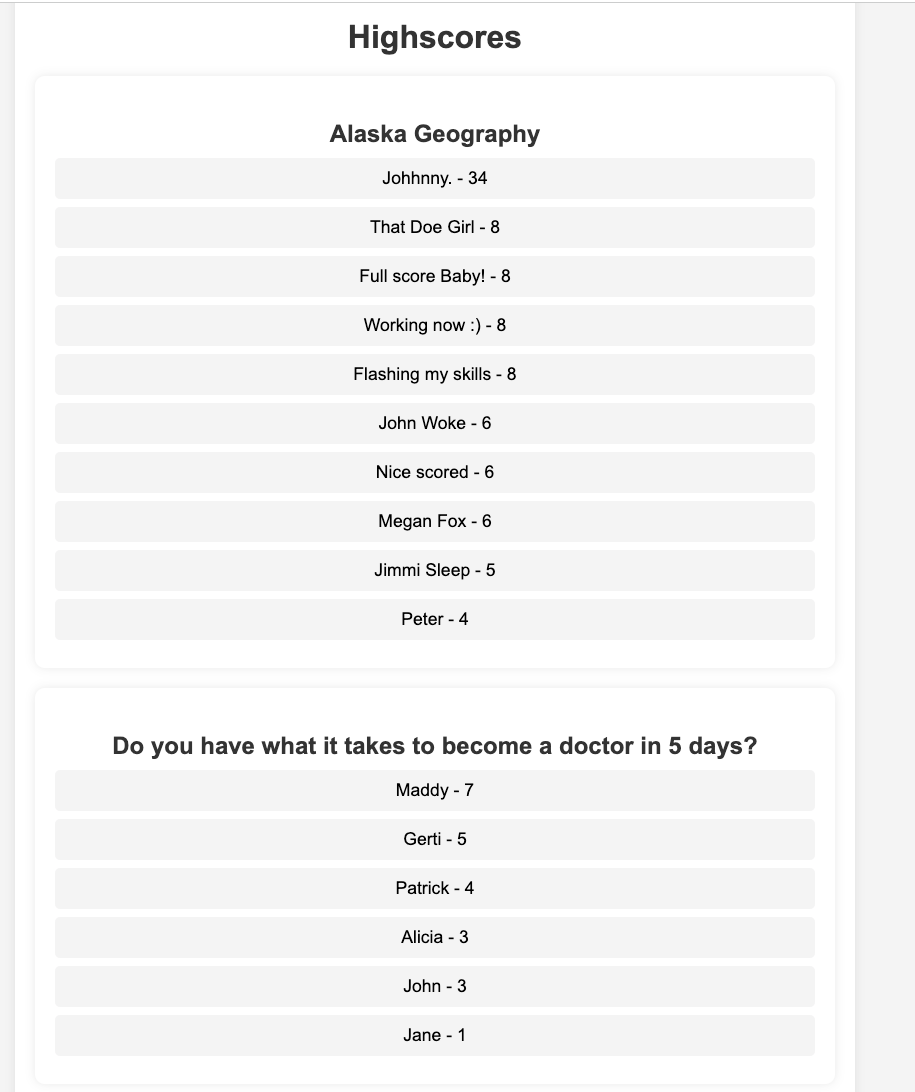 Highscores
Alaska Geography
Johhnny. - 34
That Doe Girl - 8
Full score Baby! - 8
Working now :) - 8
Flashing my skills - 8
John Woke - 6
Nice scored - 6
Megan Fox - 6
Jimmi Sleep - 5
Peter - 4
Do you have what it takes to become a doctor in 5 days?
Maddy - 7
Gerti - 5
Patrick - 4
Alicia - 3
John - 3
Jane - 1